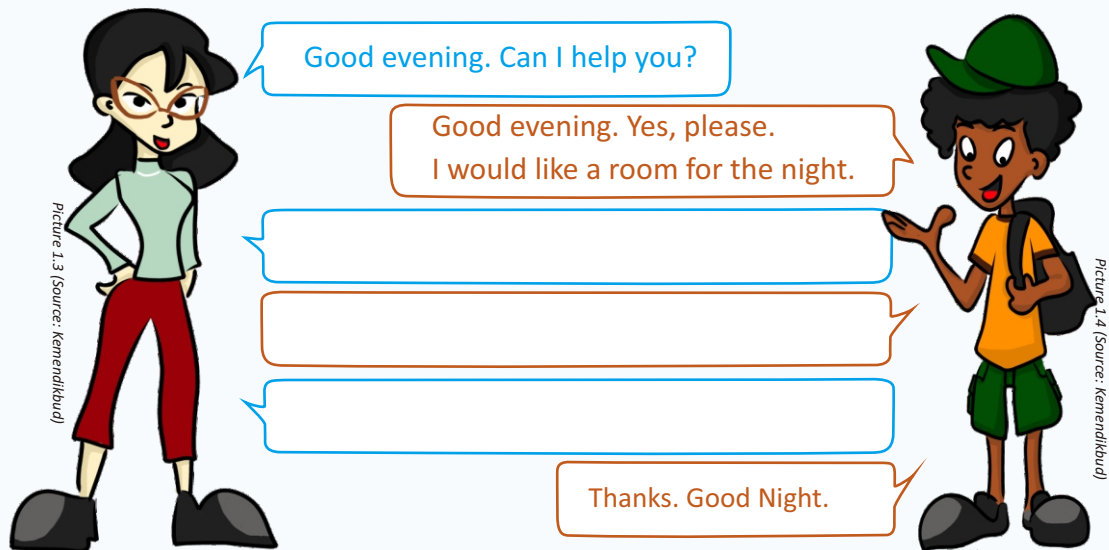 Good evening. Can I help you?
Good evening. Yes, please.
I would like a room for the night.
Thanks. Good Night.
Picture 1.3 (Source: Kemendikbud)
Picture 1.4 (Source: Kemendikbud)